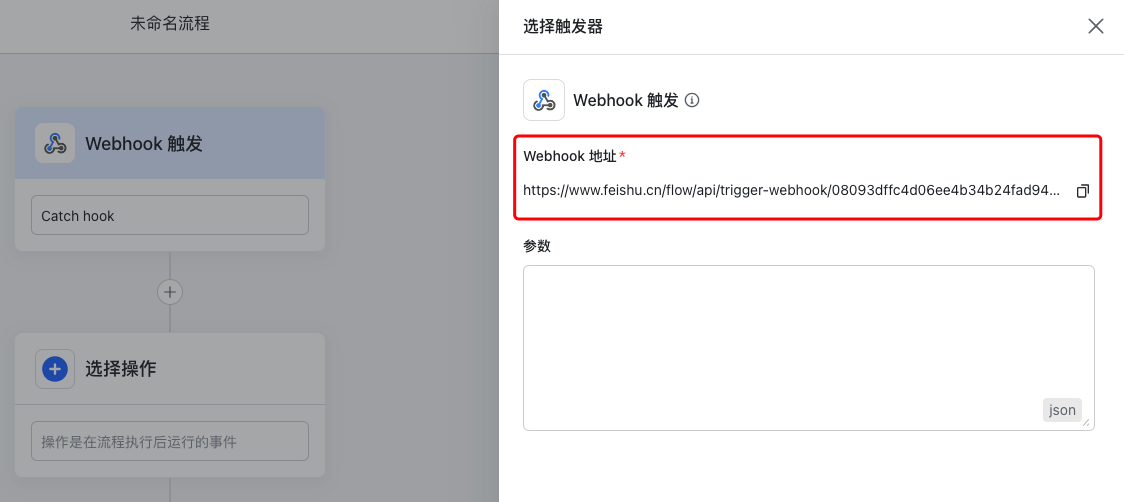 未命名流程
Webhook 触发
Catch hook
选择操作
操作是在流程执行后运行的事件
选择触发器
Webhook 触发
Webhook 地址*
https://www.feishu.cn/flow/api/trigger-webhook/08093dffc4d06ee4b34b24fad94...
参数
json